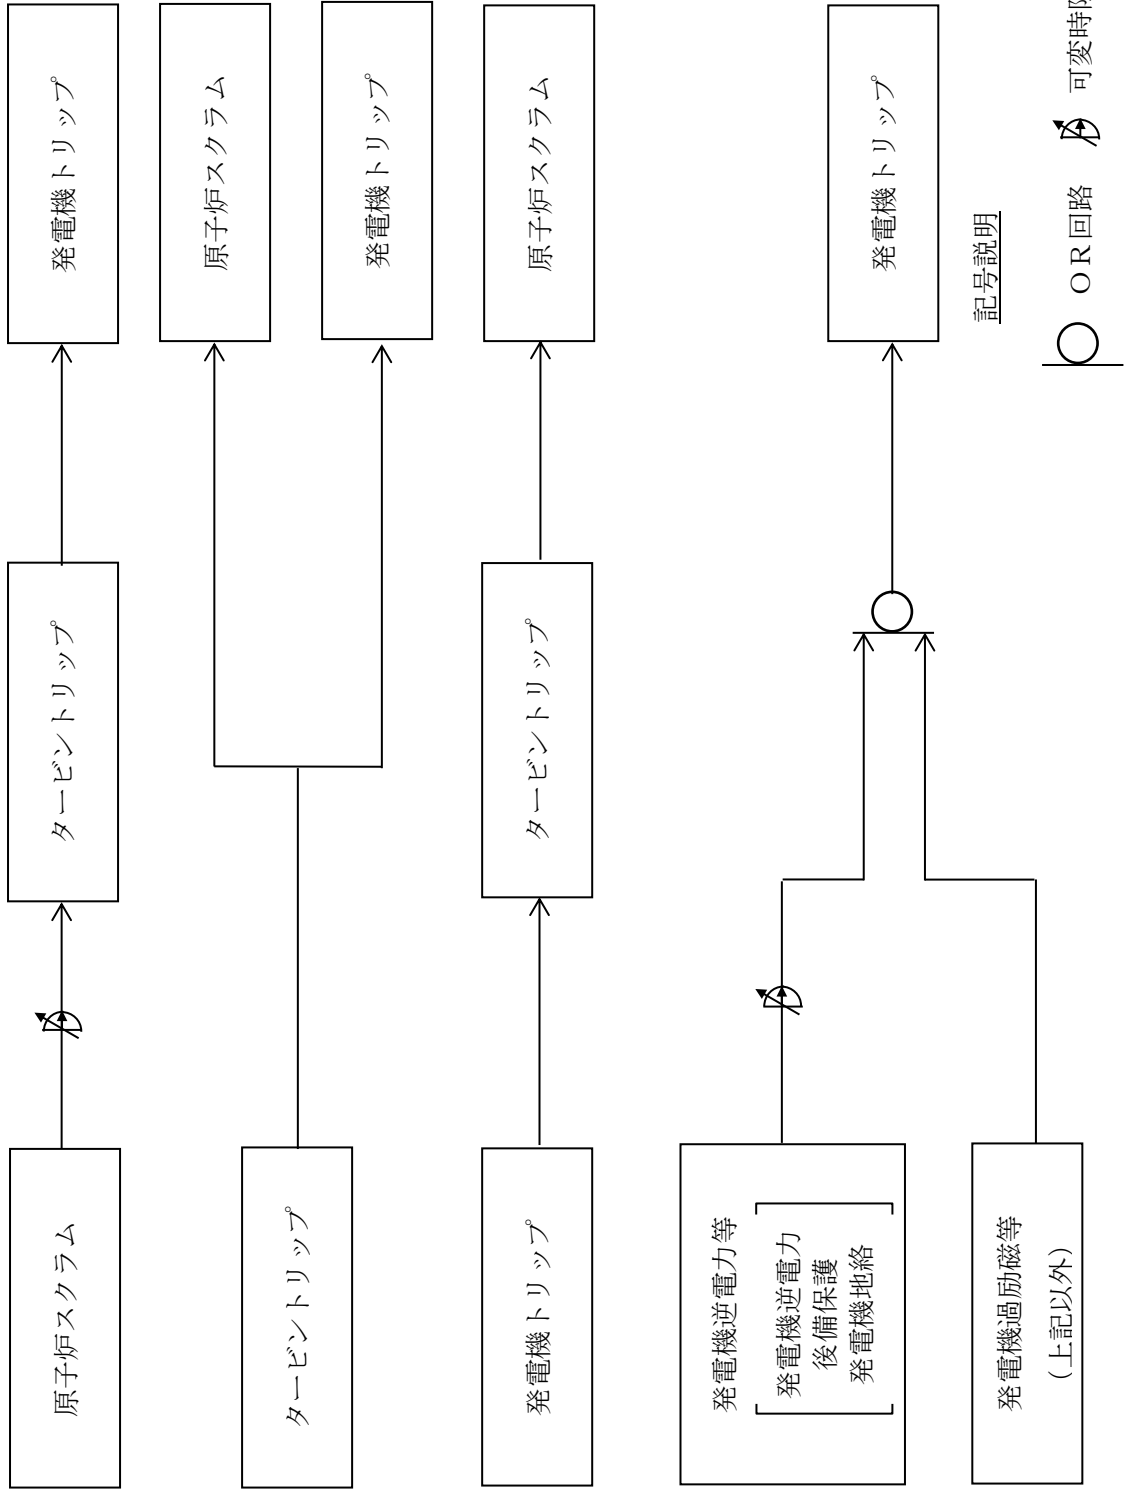 原子炉スクラム
タービントリップ
発電機トリップ
タービントリップ
原子炉スクラム
発電機トリップ
発電機トリップ
タービントリップ
原子炉スクラム
発電機逆電力等
発電機逆電力
後備保護
発電機地絡
発電機過励磁等
(上記以外)
発電機トリップ
記号説明
OR回路
可変時